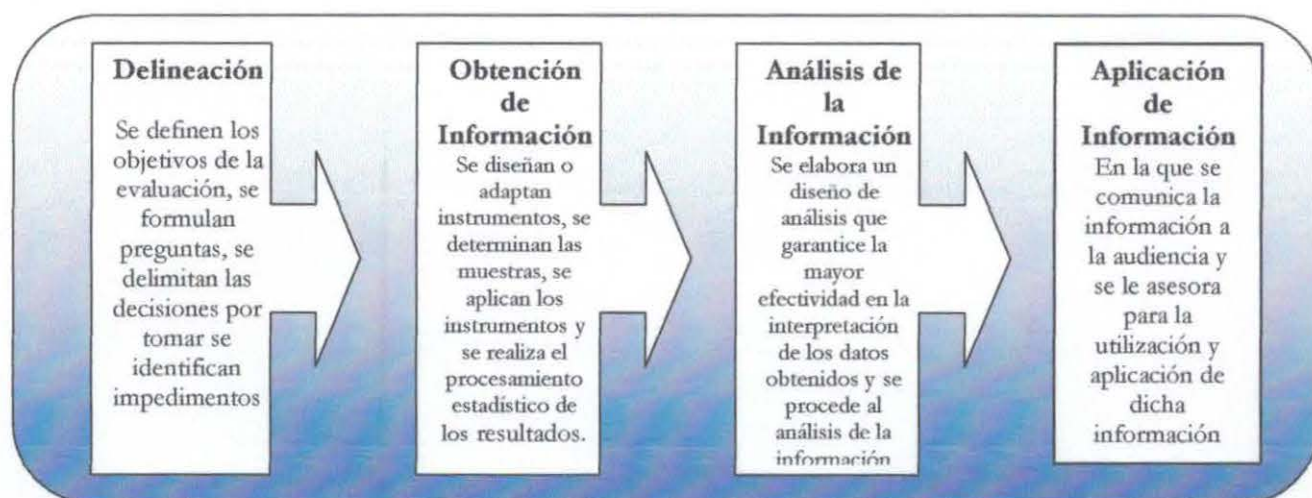 Delineación
Se definen los
objetivos de la
evaluación, se
formulan
preguntas, se
delimitan las
decisiones por
tomar se
identifican
impedimentos
Obtención
de
Información
Se diseñan o
adaptan
instrumentos, se
determinan las
muestras, se
aplican los
instrumentos y
se realiza el
procesamiento
estadístico de
los resultados.
Análisis de
la
Información
Se elabora un
diseño de
análisis que
garantice la
mayor
efectividad en la
interpretación
de los datos
obtenidos y se
procede al
análisis de la
información
Aplicación
de
Información
En la que se
comunica la
información a
la audiencia y
se le asesora
para la
utilización y
aplicación de
dicha
información